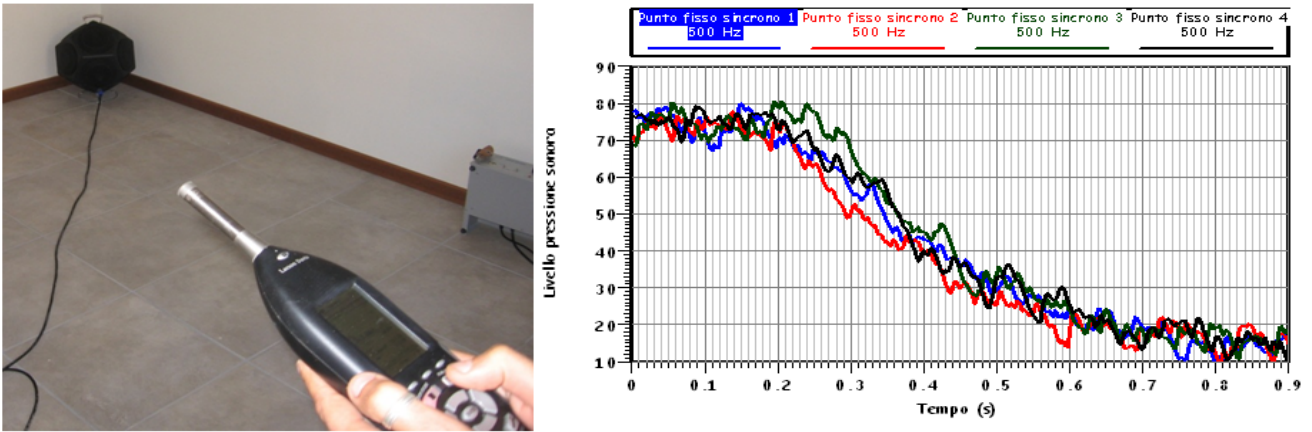 Punto fisso sincrono 1 Punto fisso sincrono 2 Punto fisso sincrono 3 Punto fisso sincrono 4
500 Hz 500 Hz 500 Hz 500 Hz
Livello pressione sonora
90
80
70
60
50
40
30
20
10
0 0.1 0.2 0.3 0.4 0.5 0.6 0.7 0.8 0.9
Tempo (s)